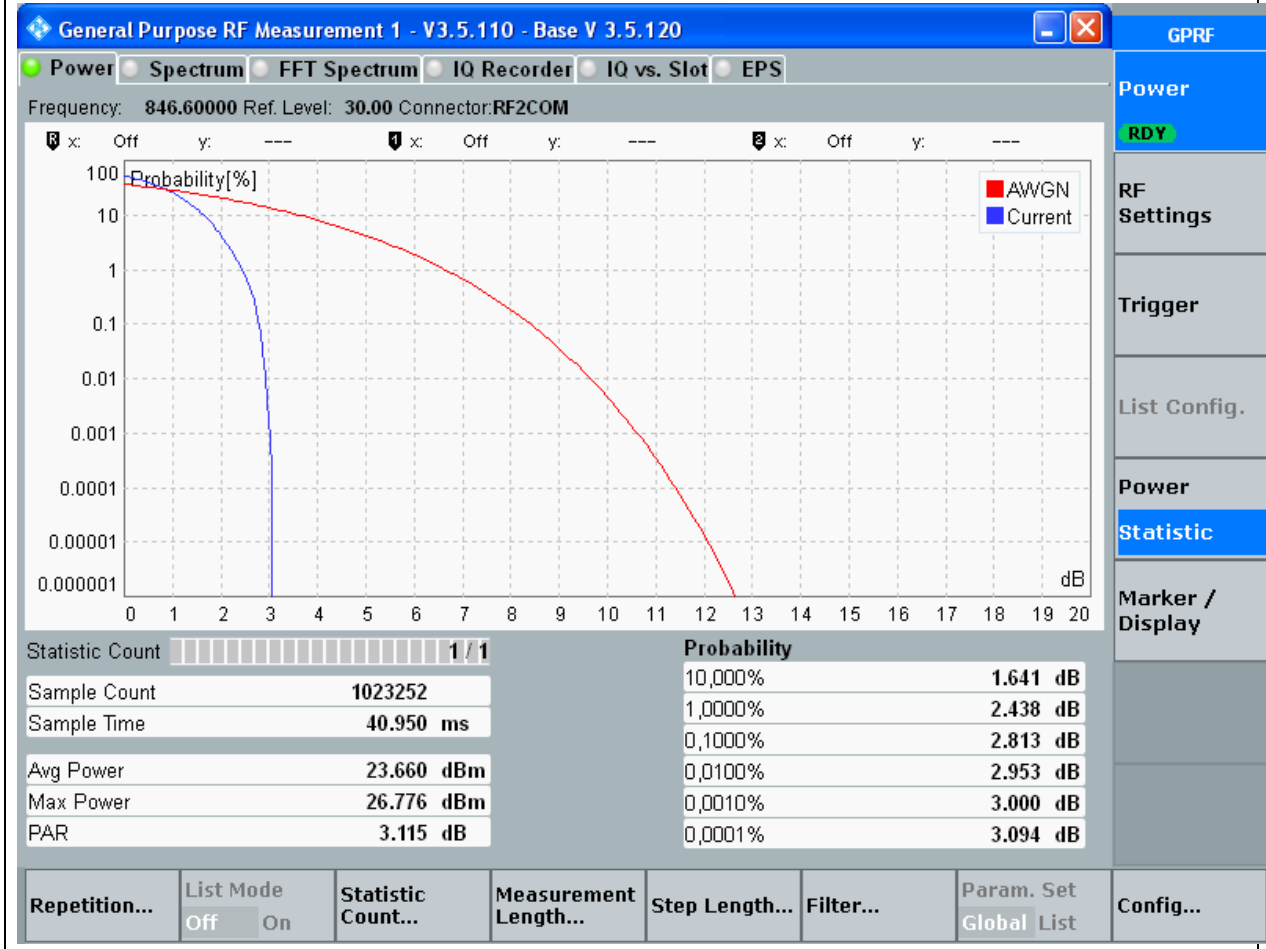 General Purpose RF Measurement 1 - V3.5.110 - Base V 3.5.120
GPRF
Power Spectrum FFT Spectrum IQ Recorder IQ vs. Slot EPS
Frequency: 846.60000 Ref. Level: 30.00 Connector:RF2COM
R x: Off y: --- 1 x: Off y: --- 2 x: Off y: ---
Probability[%]
AWGN
Current
100
10
1
0.1
0.01
0.001
0.0001
0.00001
0.000001
dB
0 1 2 3 4 5 6 7 8 9 10 11 12 13 14 15 16 17 18 19 20
Statistic Count 1 / 1
Sample Count 1023252
Sample Time 40.950 ms
Avg Power 23.660 dBm
Max Power 26.776 dBm
PAR 3.115 dB
Probability
10,000% 1.641 dB
1,0000% 2.438 dB
0,1000% 2.813 dB
0,0100% 2.953 dB
0,0010% 3.000 dB
0,0001% 3.094 dB
Power
RDY
RF
Settings
Trigger
List Config.
Power
Statistic
Marker /
Display
Repetition...
List Mode
Off On
Statistic
Count...
Measurement
Length...
Step Length...
Filter...
Param. Set
Global List
Config...